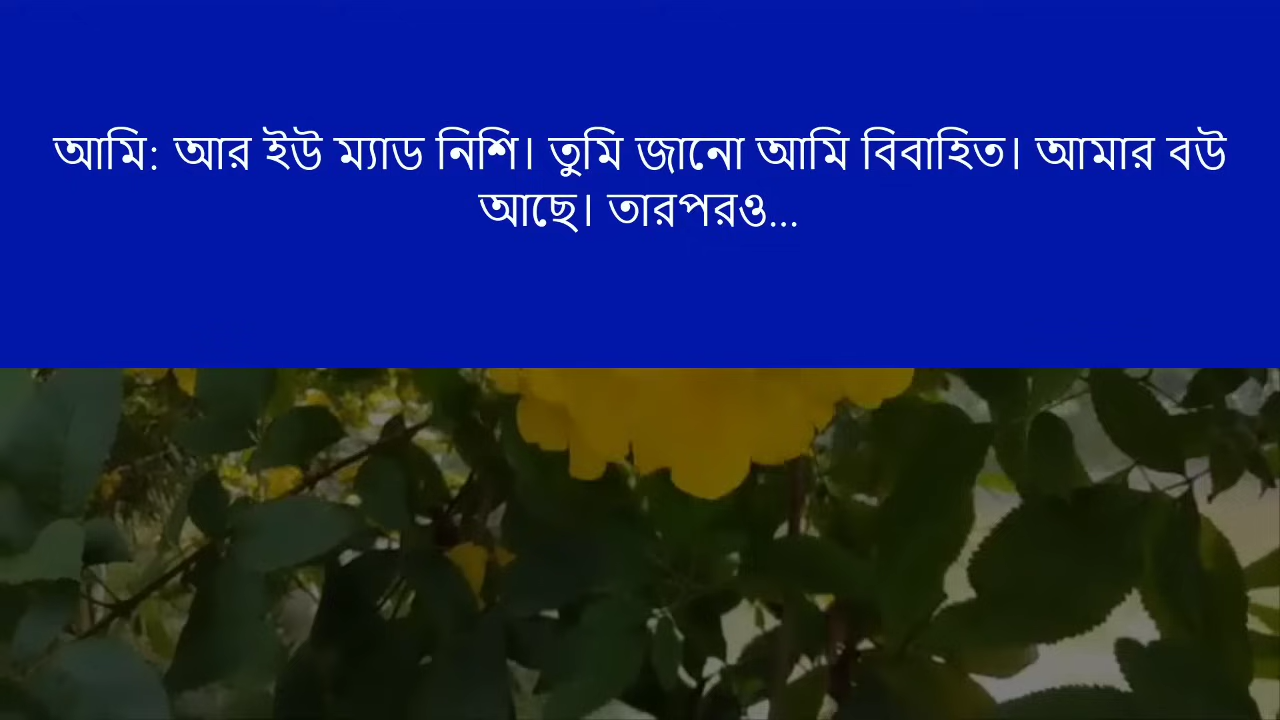 আমি: আর ইউ ম্যাড নিশি। তুমি জানো আমি বিবাহিত। আমার বউ
আছে। তারপরও...